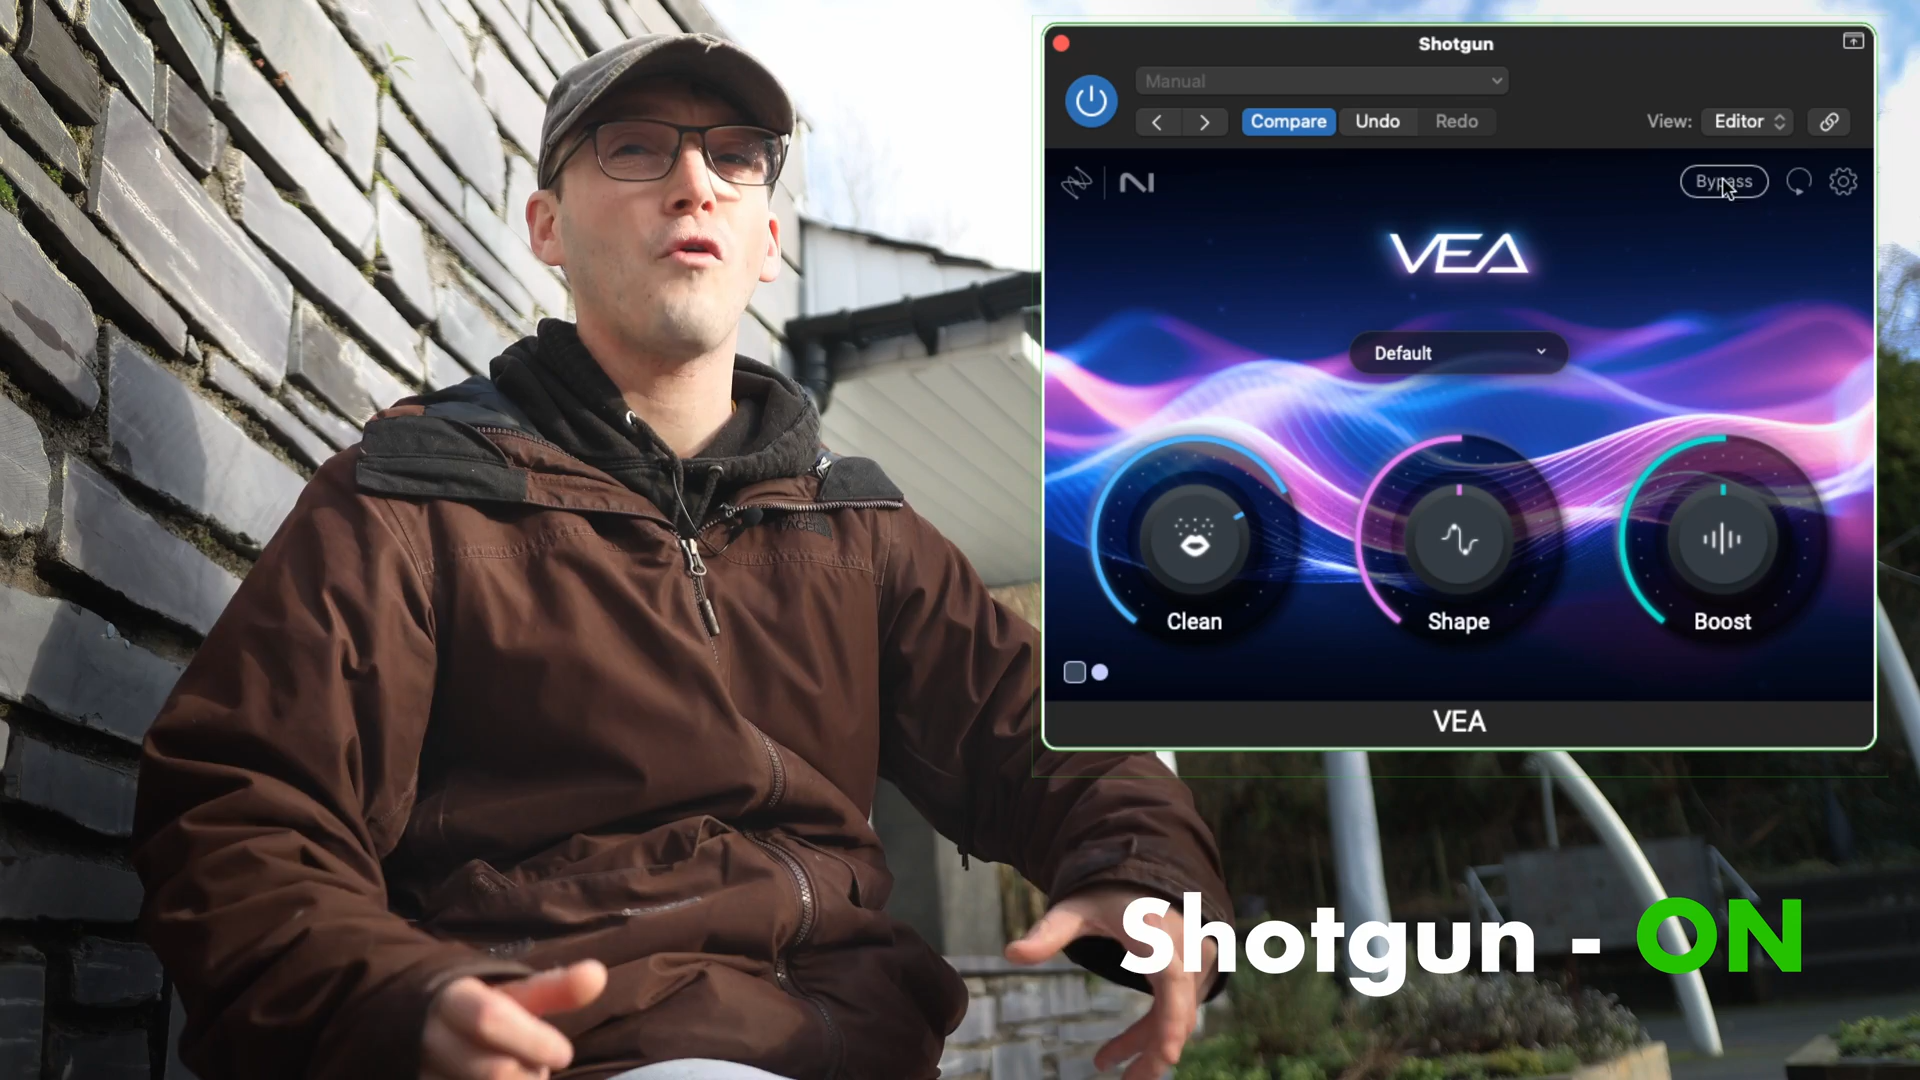 Shotgun
Manual
Compare Undo Redo View: Editor
Bypass
VEA
Default
Clean Shape Boost
VEA
Shotgun - ON